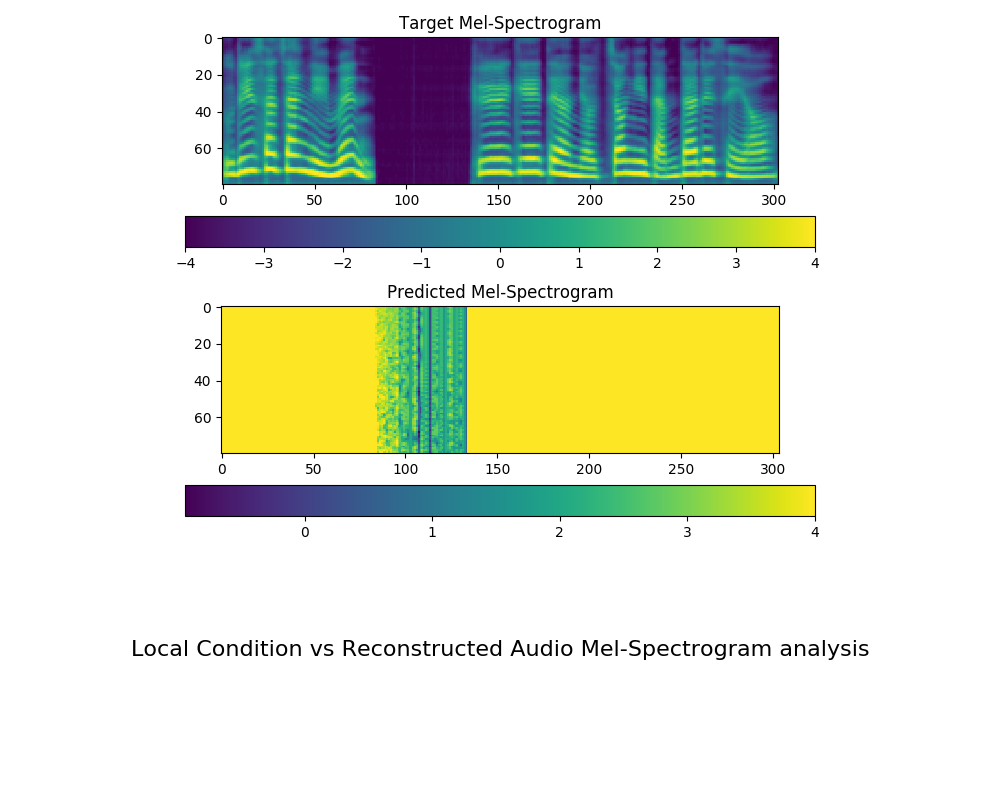 Target Mel-Spectrogram
0
20
40
60
0 50 100 150 200 250 300
−4 −3 −2 −1 0 1 2 3 4
Predicted Mel-Spectrogram
0
20
40
60
0 50 100 150 200 250 300
0 1 2 3 4
Local Condition vs Reconstructed Audio Mel-Spectrogram analysis